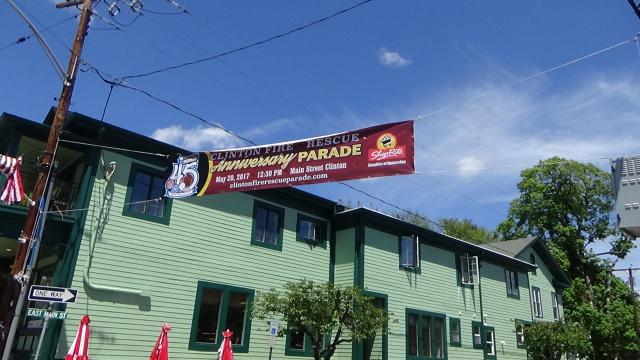 45
CLINTON FIRE RESCUE
Anniversary PARADE
May 20, 2017 12:30 PM Main Street Clinton
clintonfirerescueparade.com
ShopRite
ONE WAY
EAST MAIN ST